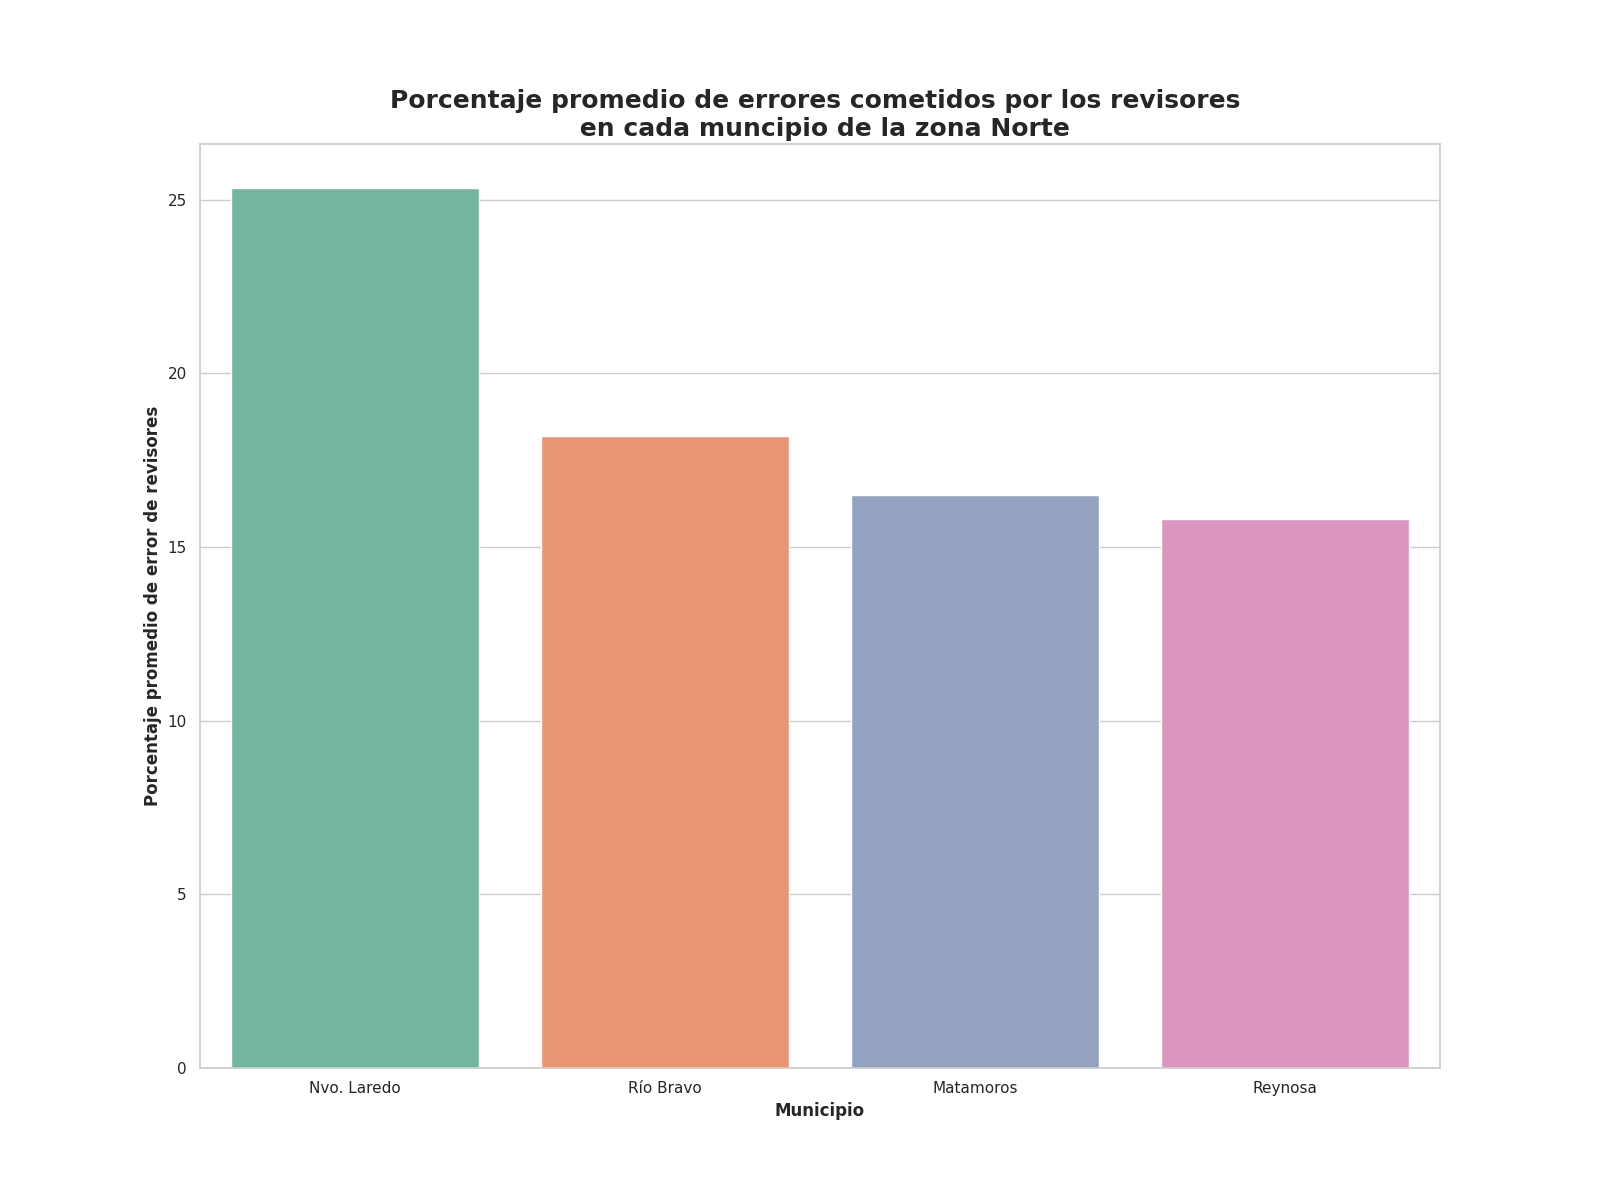 Porcentaje promedio de errores cometidos por los revisores
en cada muncipio de la zona Norte
Porcentaje promedio de error de revisores
25
20
15
10
5
0
Nvo. Laredo
Río Bravo
Matamoros
Reynosa
Municipio